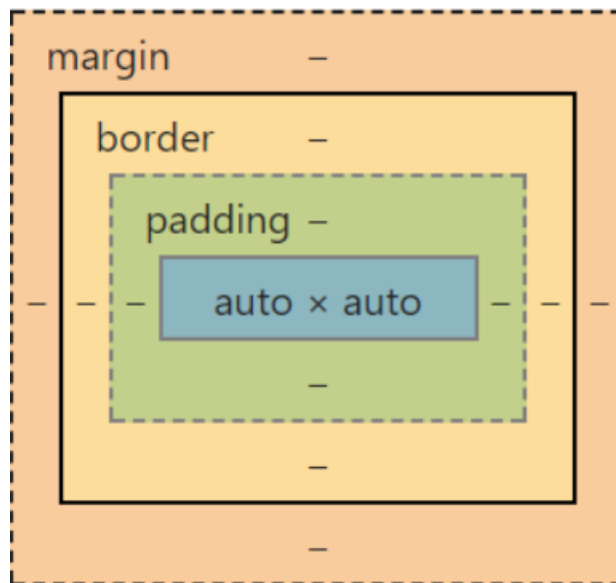 margin –
border –
padding –
– – – auto × auto – – –
–
–
–